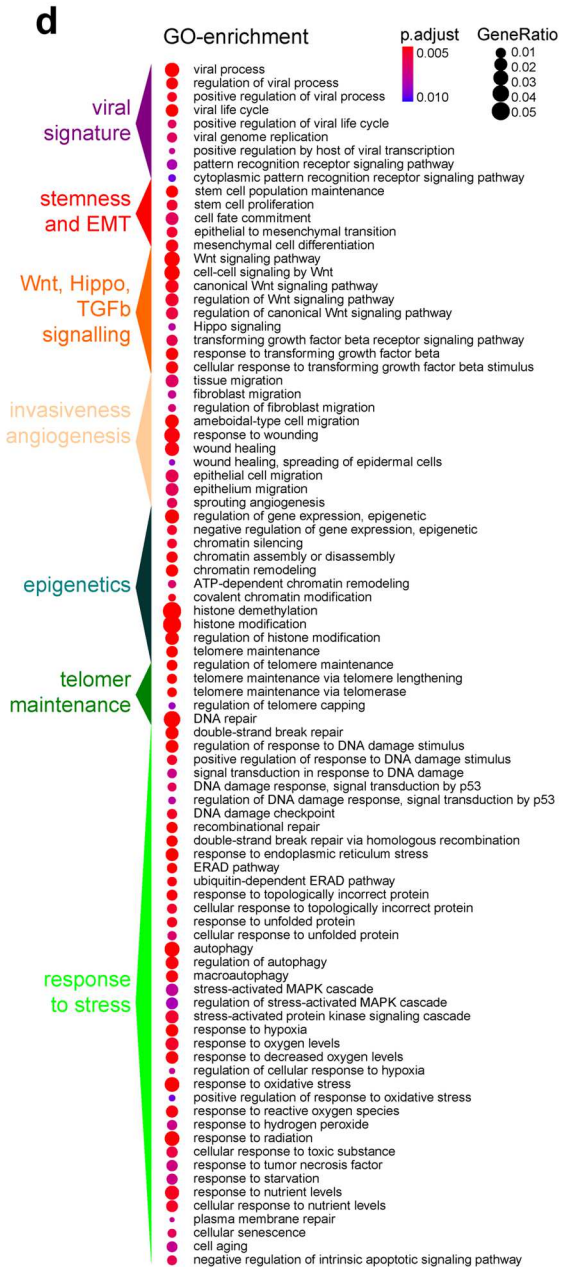 d
GO-enrichment
p.adjust
0.005
0.010
GeneRatio
0.01
0.02
0.03
0.04
0.05
viral
signature
viral process
regulation of viral process
positive regulation of viral process
viral life cycle
positive regulation of viral life cycle
viral genome replication
positive regulation by host of viral transcription
pattern recognition receptor signaling pathway
cytoplasmic pattern recognition receptor signaling pathway
stemness
and EMT
stem cell population maintenance
stem cell proliferation
cell fate commitment
epithelial to mesenchymal transition
mesenchymal cell differentiation
Wnt, Hippo,
TGFb
signalling
Wnt signaling pathway
cell-cell signaling by Wnt
canonical Wnt signaling pathway
regulation of Wnt signaling pathway
regulation of canonical Wnt signaling pathway
Hippo signaling
transforming growth factor beta receptor signaling pathway
response to transforming growth factor beta
cellular response to transforming growth factor beta stimulus
invasiveness
angiogenesis
tissue migration
fibroblast migration
regulation of fibroblast migration
ameboidal-type cell migration
response to wounding
wound healing
wound healing, spreading of epidermal cells
epithelial cell migration
epithelium migration
sprouting angiogenesis
epigenetics
regulation of gene expression, epigenetic
negative regulation of gene expression, epigenetic
chromatin silencing
chromatin assembly or disassembly
chromatin remodeling
ATP-dependent chromatin remodeling
covalent chromatin modification
histone demethylation
histone modification
regulation of histone modification
telomer
maintenance
telomere maintenance
regulation of telomere maintenance
telomere maintenance via telomere lengthening
telomere maintenance via telomerase
regulation of telomere capping
response
to stress
DNA repair
double-strand break repair
regulation of response to DNA damage stimulus
positive regulation of response to DNA damage stimulus
signal transduction in response to DNA damage
DNA damage response, signal transduction by p53
regulation of DNA damage response, signal transduction by p53
DNA damage checkpoint
recombinational repair
double-strand break repair via homologous recombination
response to endoplasmic reticulum stress
ERAD pathway
ubiquitin-dependent ERAD pathway
response to topologically incorrect protein
cellular response to topologically incorrect protein
response to unfolded protein
cellular response to unfolded protein
autophagy
regulation of autophagy
macroautophagy
stress-activated MAPK cascade
regulation of stress-activated MAPK cascade
stress-activated protein kinase signaling cascade
response to hypoxia
response to oxygen levels
response to decreased oxygen levels
regulation of cellular response to hypoxia
response to oxidative stress
positive regulation of response to oxidative stress
response to reactive oxygen species
response to hydrogen peroxide
response to radiation
cellular response to toxic substance
response to tumor necrosis factor
response to starvation
response to nutrient levels
cellular response to nutrient levels
plasma membrane repair
cellular senescence
cell aging
negative regulation of intrinsic apoptotic signaling pathway